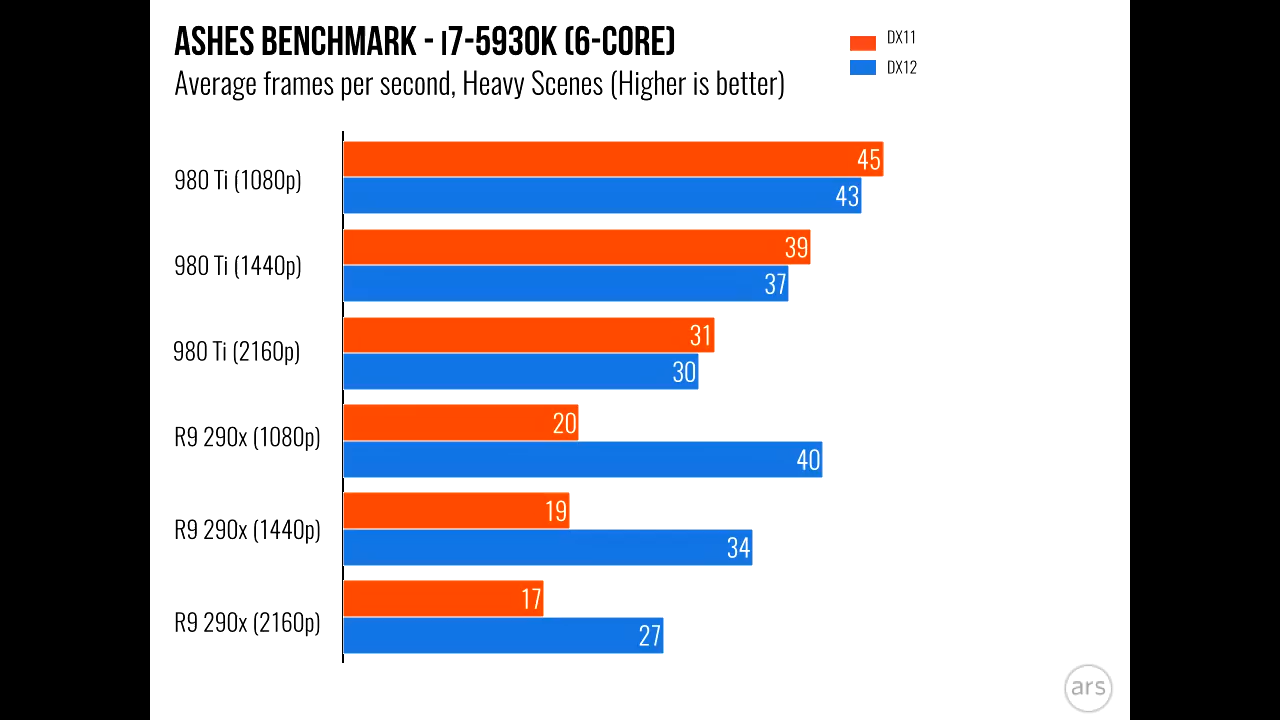 ASHES BENCHMARK - i7-5930K (6-CORE)
Average frames per second, Heavy Scenes (Higher is better)
DX11
DX12
980 Ti (1080p)
45
43
980 Ti (1440p)
39
37
980 Ti (2160p)
31
30
R9 290x (1080p)
20
40
R9 290x (1440p)
19
34
R9 290x (2160p)
17
27
ars